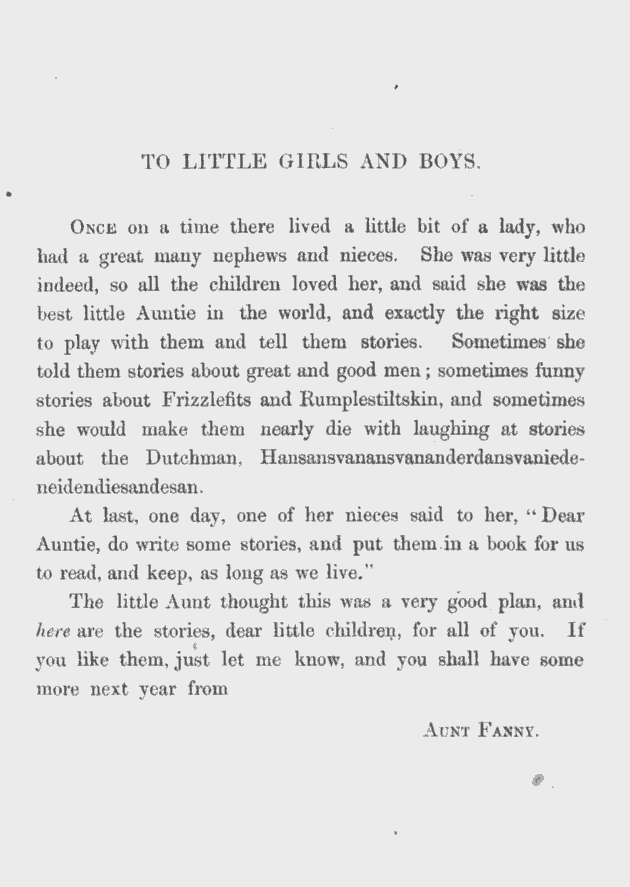 TO LITTLE GIRLS AND BOYS.
ONCE on a time there lived a little bit of a lady, who
had a great many nephews and nieces. She was very little
indeed, so all the children loved her, and said she was the
best little Auntie in the world, and exactly the right size
to play with them and tell them stories. Sometimes she
told them stories about great and good men; sometimes funny
stories about Frizzlefits and Rumplestiltskin, and sometimes
she would make them nearly die with laughing at stories
about the Dutchman, Hansansvanansvananderdansvaniede-
neidendiesandesan.
At last, one day, one of her nieces said to her, “Dear
Auntie, do write some stories, and put them in a book for us
to read, and keep, as long as we live.”
The little Aunt thought this was a very good plan, and
here are the stories, dear little children, for all of you. If
you like them, just let me know, and you shall have some
more next year from
AUNT FANNY.